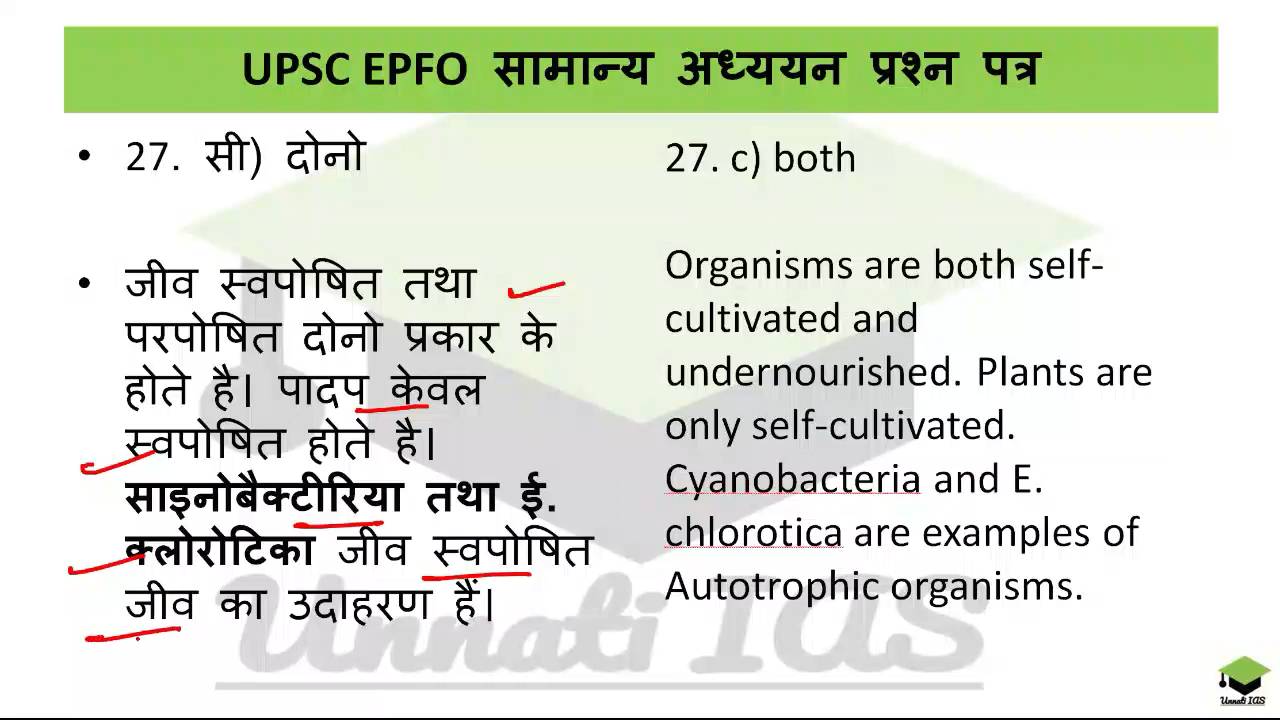 UPSC EPFO सामान्य अध्ययन प्रश्न पत्र
• 27. सी) दोनो
• जीव स्वपोषित तथा
परपोषित दोनो प्रकार के
होते है। पादप केवल
स्वपोषित होते है।
साइनोबैक्टीरिया तथा ई.
क्लोरोटिका जीव स्वपोषित
जीव का उदाहरण हैं।
27. c) both
Organisms are both self-
cultivated and
undernourished. Plants are
only self-cultivated.
Cyanobacteria and E.
chlorotica are examples of
Autotrophic organisms.
Unnati IAS
Unnati IAS